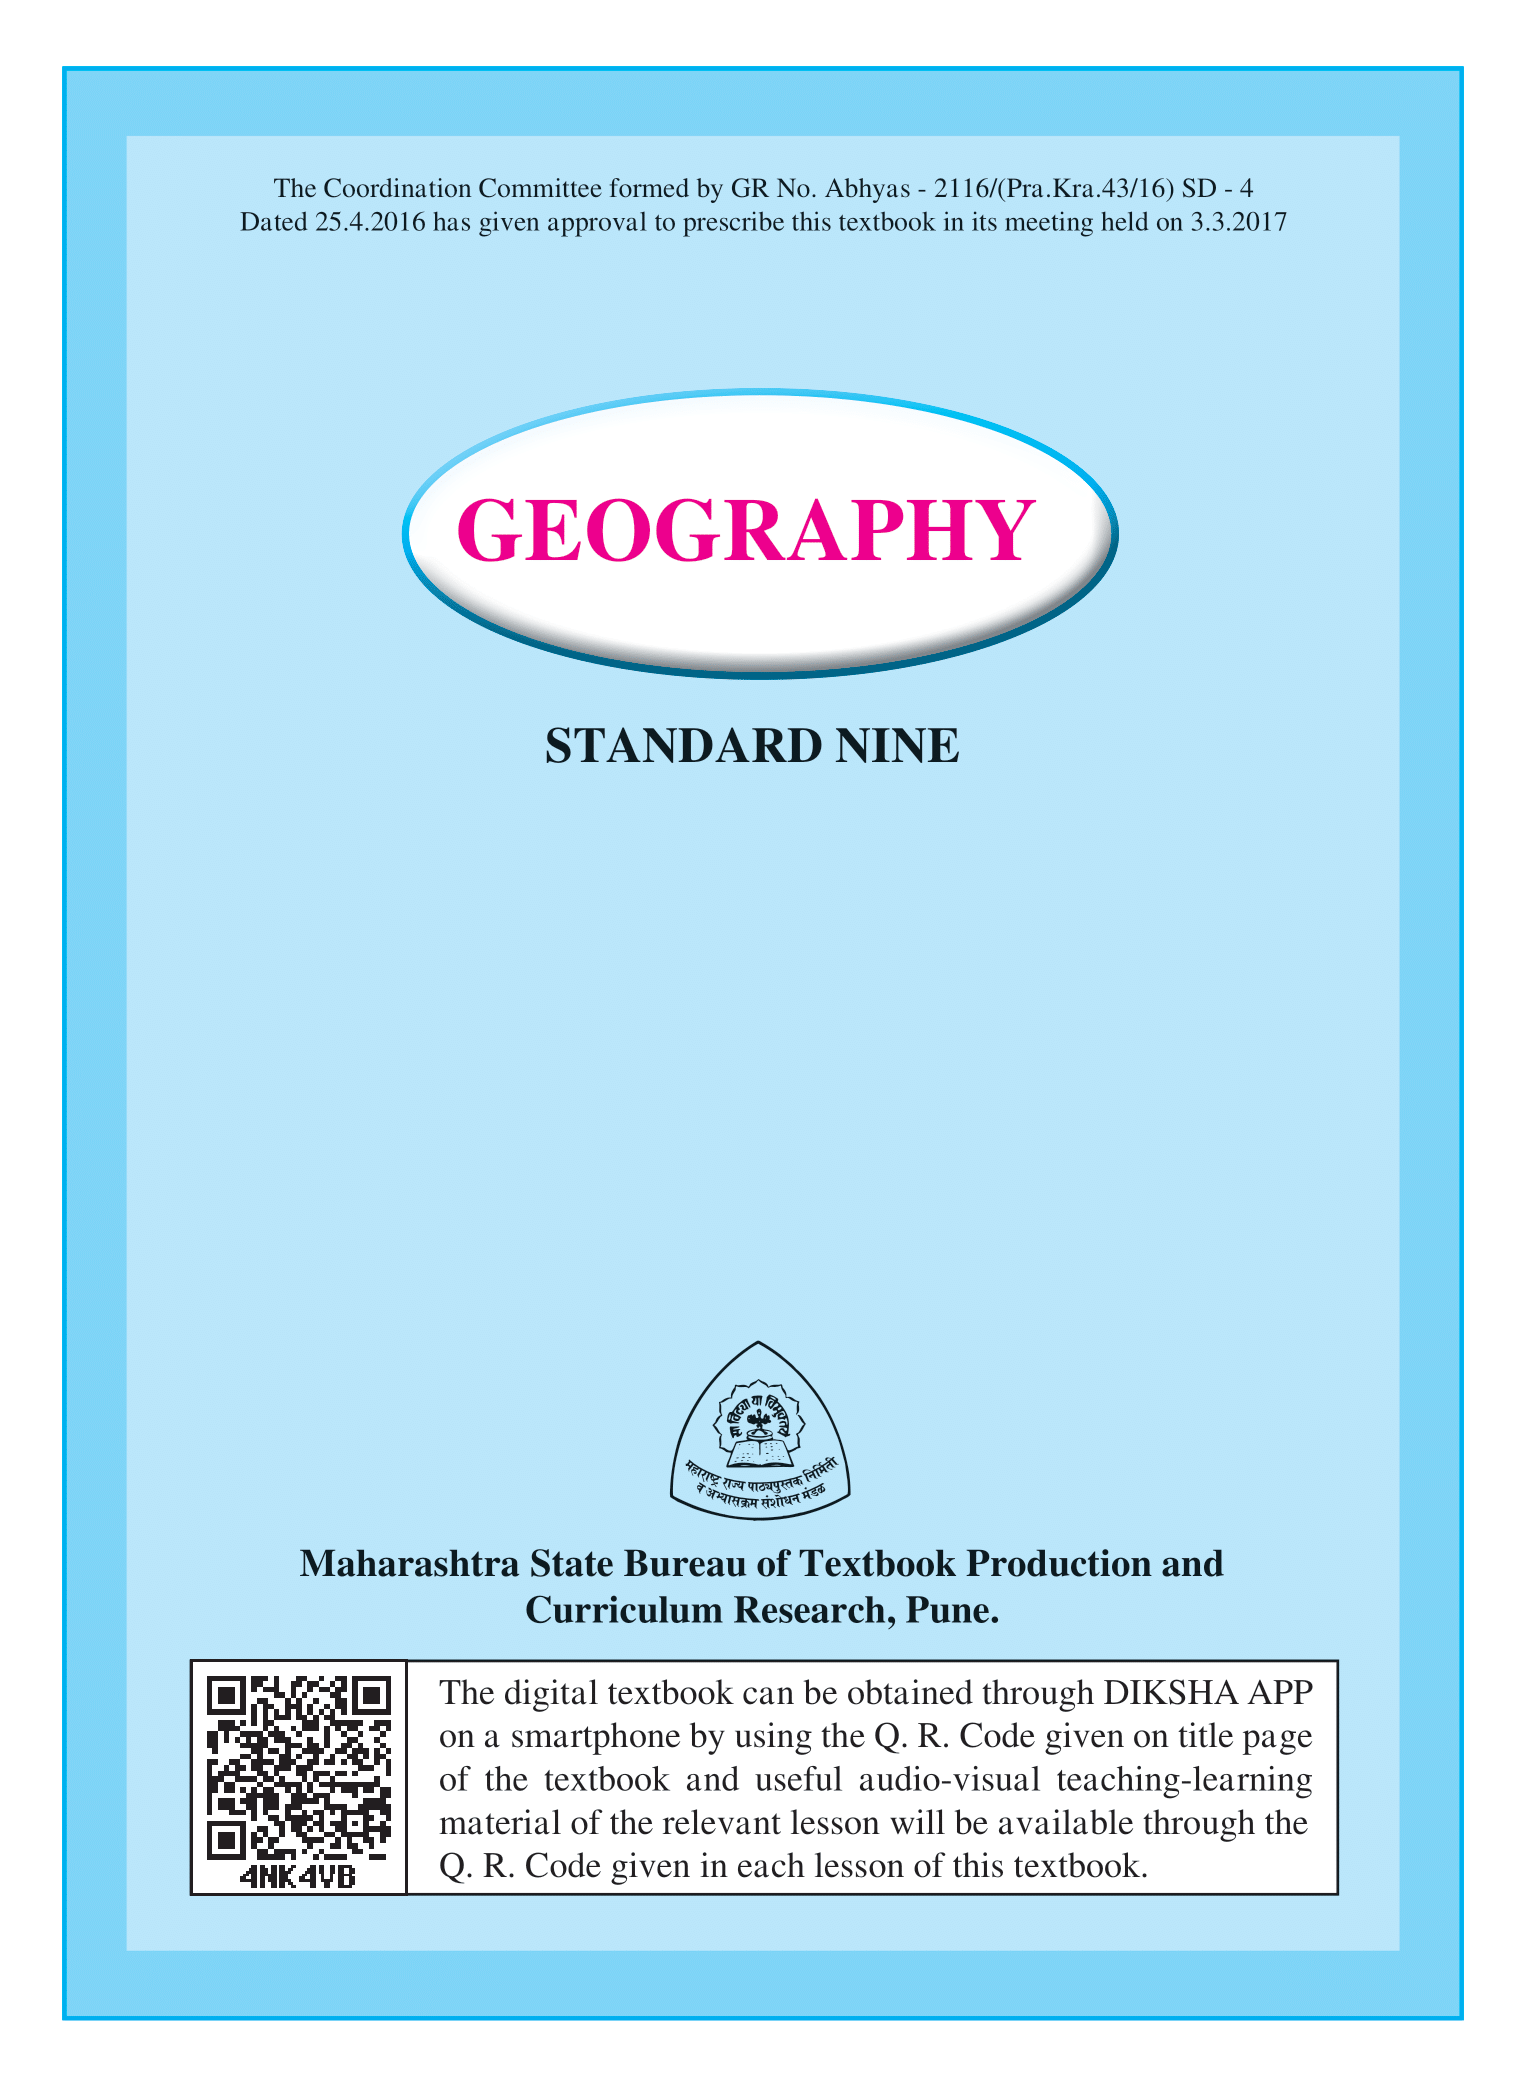 The Coordination Committee formed by GR No. Abhyas - 2116/(Pra.Kra.43/16) SD - 4
Dated 25.4.2016 has given approval to prescribe this textbook in its meeting held on 3.3.2017
GEOGRAPHY
STANDARD NINE
सा विद्या या विमुक्तये
महाराष्ट्र राज्य पाठ्यपुस्तक निर्मिती
व अभ्यासक्रम संशोधन मंडळ
Maharashtra State Bureau of Textbook Production and
Curriculum Research, Pune.
4NK4VB
The digital textbook can be obtained through DIKSHA APP
on a smartphone by using the Q. R. Code given on title page
of the textbook and useful audio-visual teaching-learning
material of the relevant lesson will be available through the
Q. R. Code given in each lesson of this textbook.